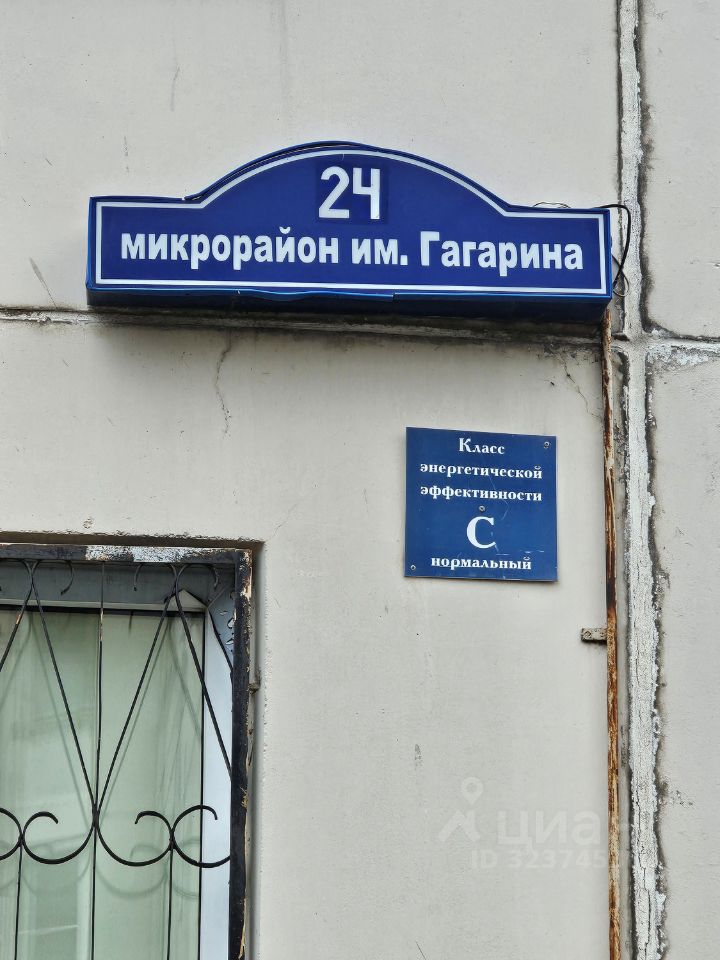 24
микрорайон им. Гагарина
Класс
энергетической
эффективности
С
нормальный
циан